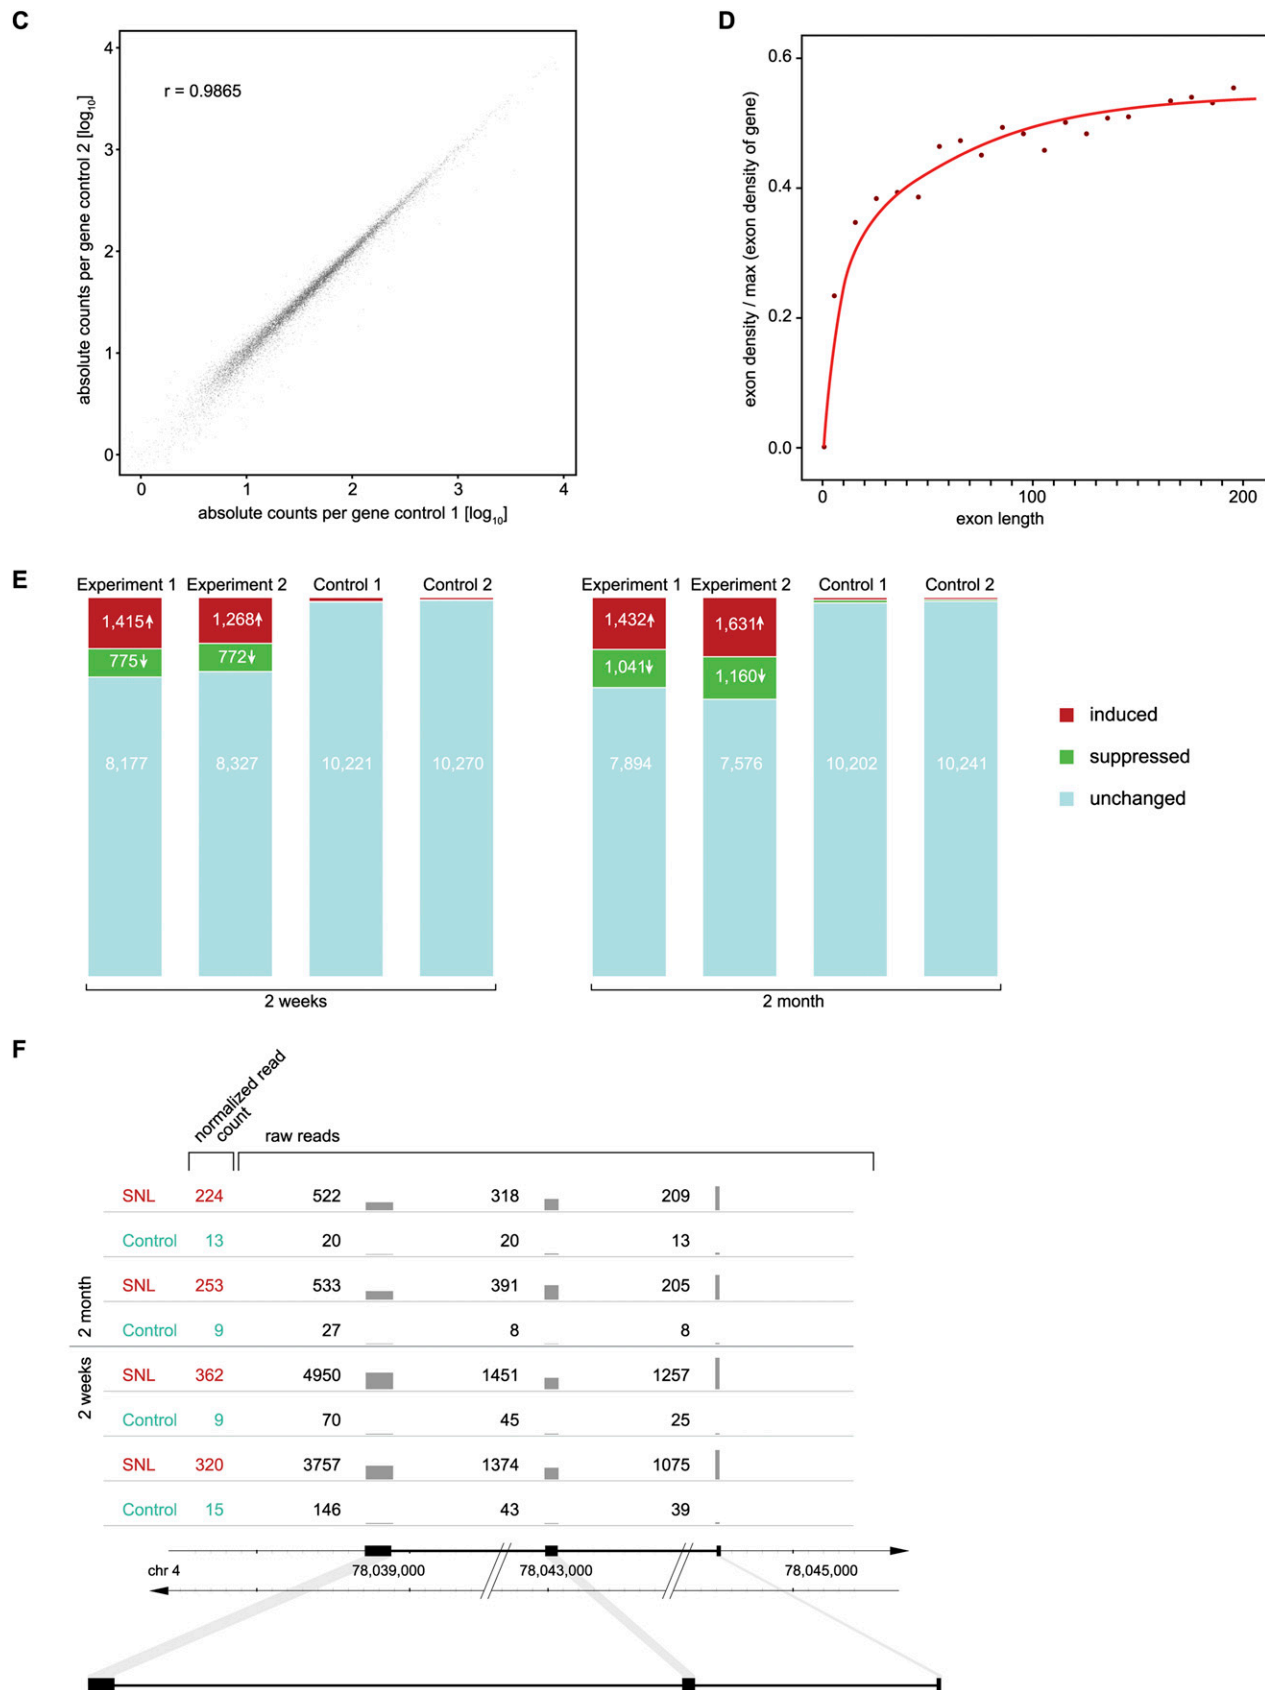 C
absolute counts per gene control 2 [log10]
4
3
2
1
0
r = 0.9865
0 1 2 3 4
absolute counts per gene control 1 [log10]
D
exon density / max (exon density of gene)
0.6
0.4
0.2
0.0
0 100 200
exon length
E
Experiment 1 Experiment 2 Control 1 Control 2
1,415↑ 1,268↑
775↓ 772↓
8,177 8,327 10,221 10,270
2 weeks
Experiment 1 Experiment 2 Control 1 Control 2
1,432↑ 1,631↑
1,041↓ 1,160↓
7,894 7,576 10,202 10,241
2 month
induced
suppressed
unchanged
F
normalized read
count
raw reads
2 month
SNL 224 522 318 209
Control 13 20 20 13
SNL 253 533 391 205
Control 9 27 8 8
2 weeks
SNL 362 4950 1451 1257
Control 9 70 45 25
SNL 320 3757 1374 1075
Control 15 146 43 39
chr 4 78,039,000 78,043,000 78,045,000